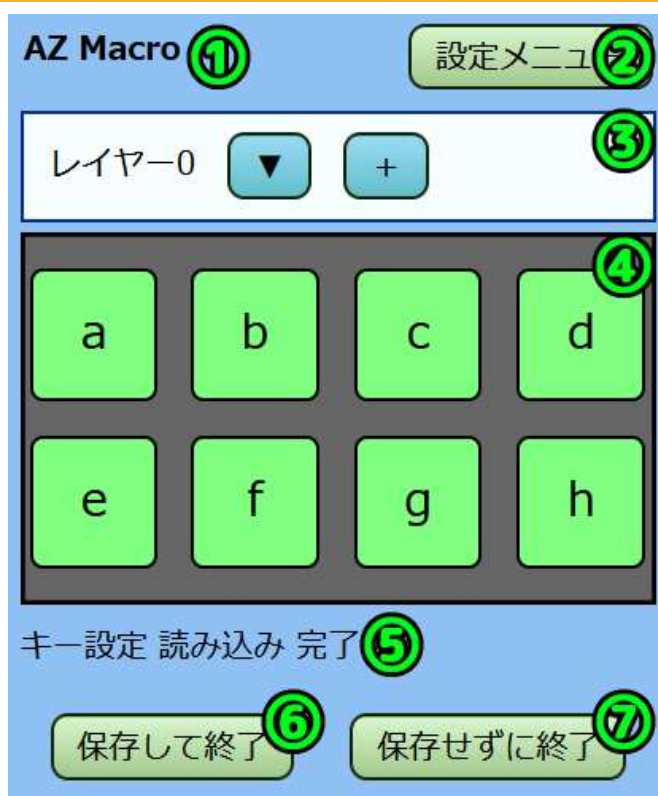 AZ Macro ①
設定メニュー ②
レイヤー0 ▼ + ③
④
a b c d
e f g h
キー設定 読み込み 完了 ⑤
保存して終了 ⑥
保存せずに終了 ⑦